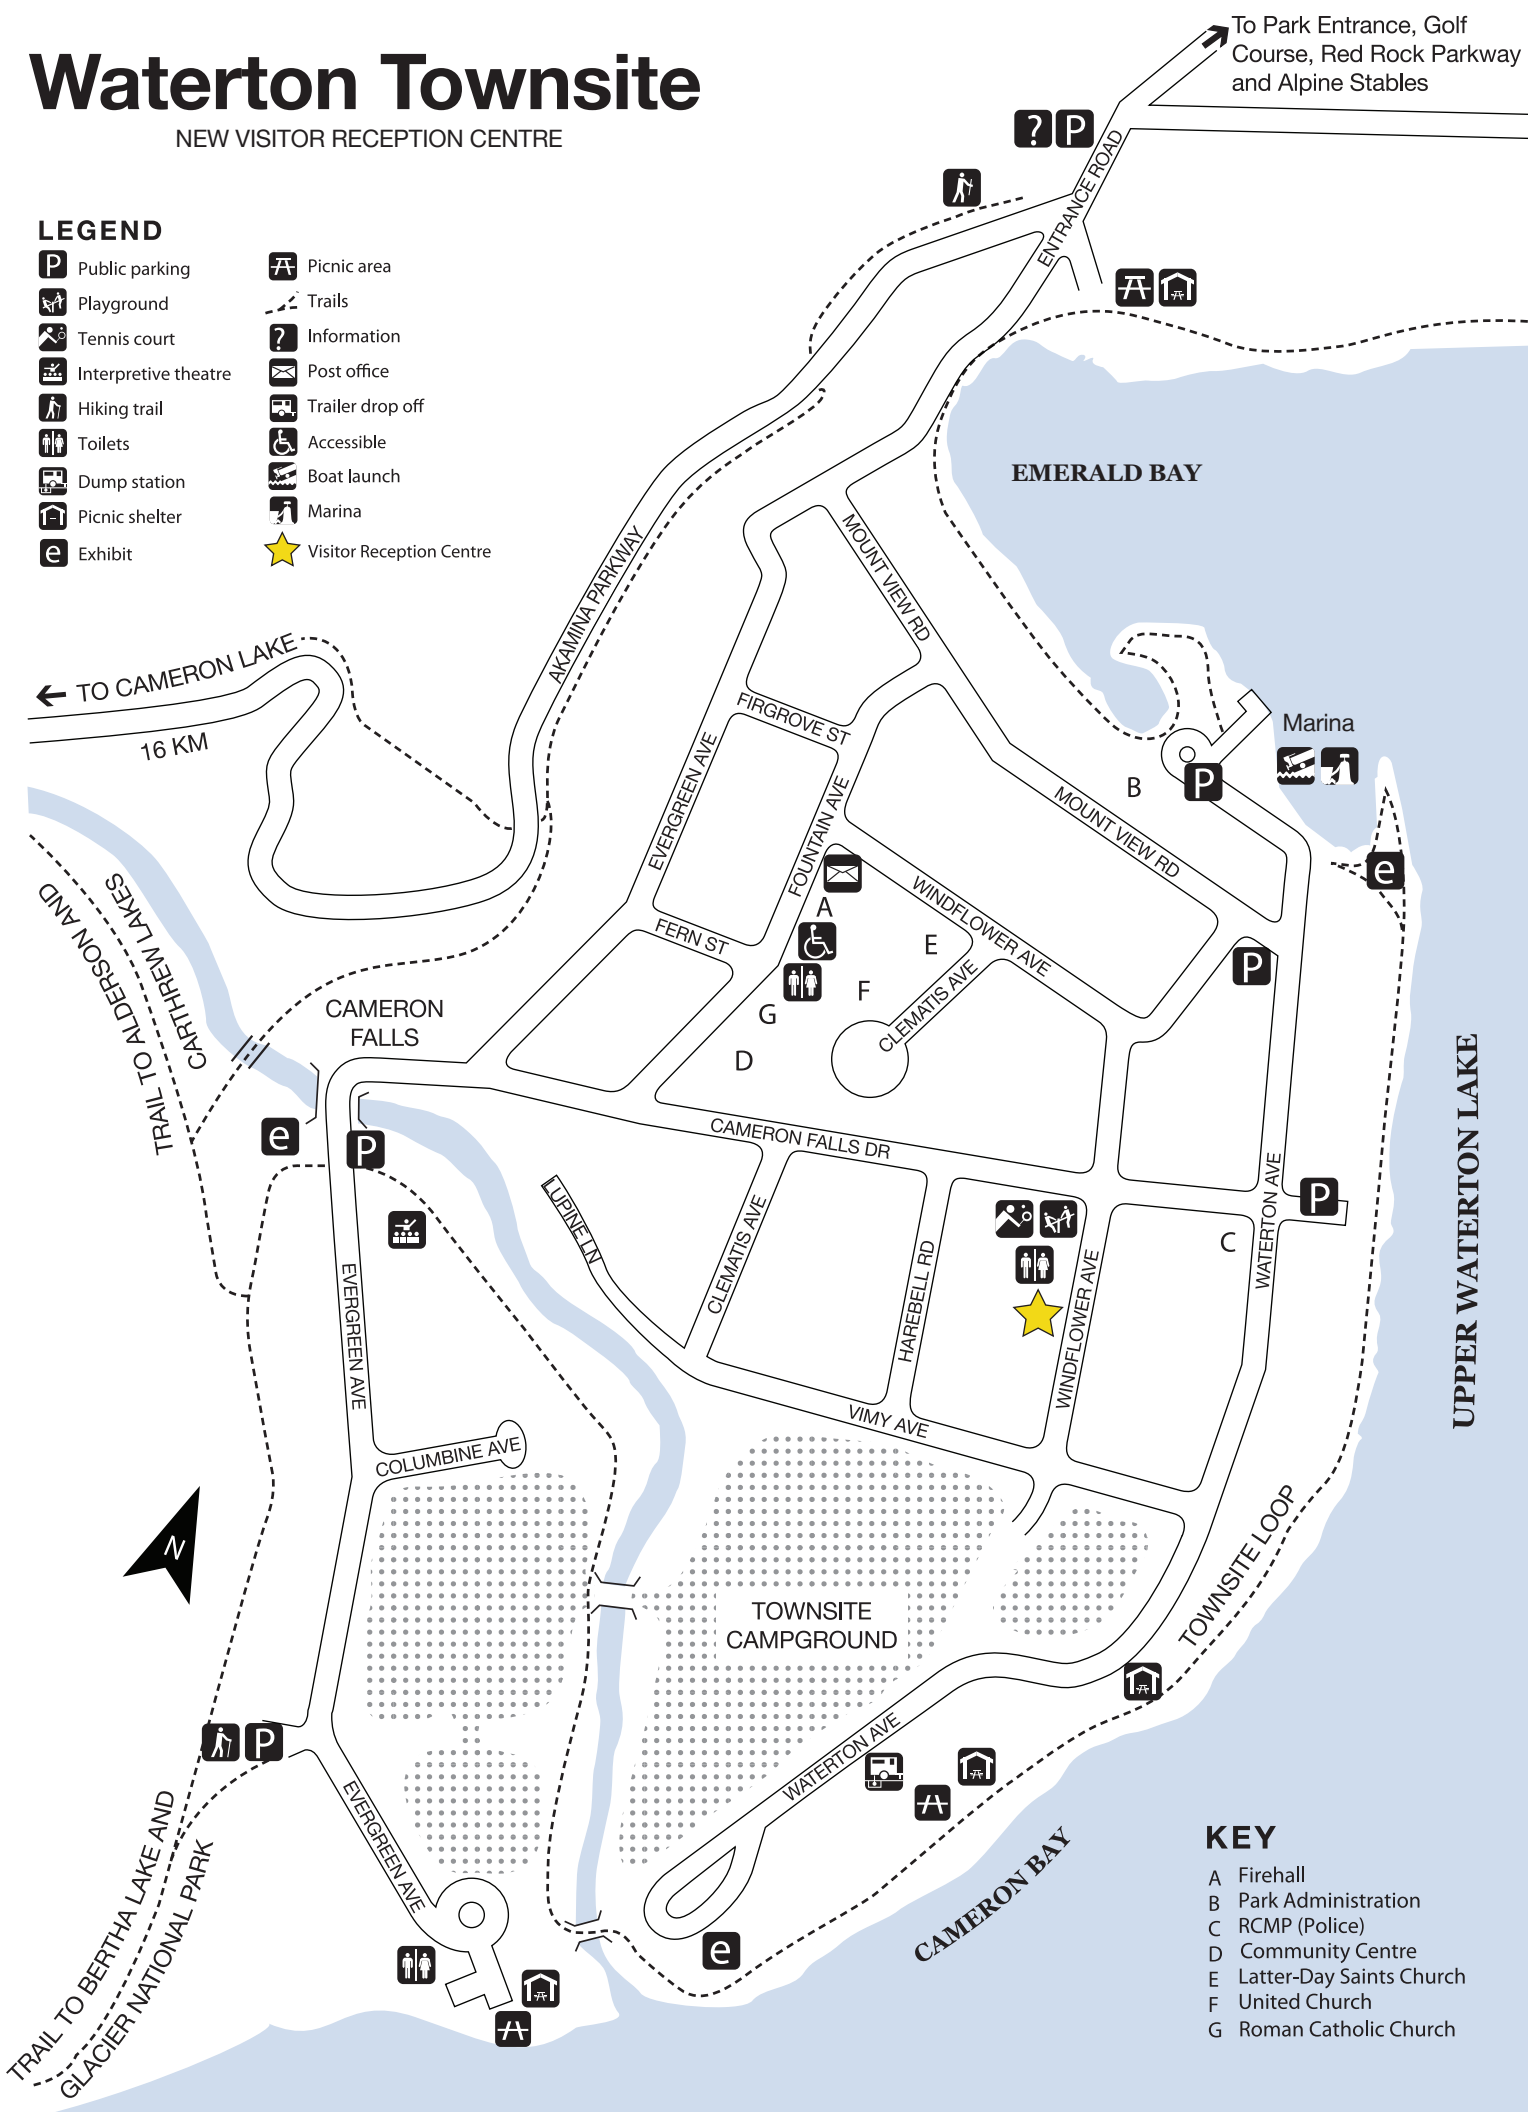 Waterton Townsite
NEW VISITOR RECEPTION CENTRE
To Park Entrance, Golf
Course, Red Rock Parkway
and Alpine Stables
LEGEND
P Public parking
Playground
Tennis court
Interpretive theatre
Hiking trail
Toilets
Dump station
Picnic shelter
e Exhibit
Picnic area
Trails
? Information
Post office
Trailer drop off
Accessible
Boat launch
Marina
Visitor Reception Centre
? P
ENTRANCE ROAD
EMERALD BAY
MOUNT VIEW RD
AKAMINA PARKWAY
TO CAMERON LAKE
16 KM
FIRGROVE ST
Marina
B
P
EVERGREEN AVE
FOUNTAIN AVE
MOUNT VIEW RD
e
TRAIL TO ALDERSON AND
CARTHREW LAKES
A
WINDFLOWER AVE
FERN ST
E
P
F
CLEMATIS AVE
G
D
CAMERON
FALLS
e
P
CAMERON FALLS DR
UPPER WATERTON LAKE
LUPINE LN
CLEMATIS AVE
HAREBELL RD
WINDFLOWER AVE
C
WATERTON AVE
P
EVERGREEN AVE
VIMY AVE
COLUMBINE AVE
N
TOWNSITE LOOP
TOWNSITE
CAMPGROUND
P
WATERTON AVE
EVERGREEN AVE
TRAIL TO BERTHA LAKE AND
GLACIER NATIONAL PARK
e
CAMERON BAY
KEY
A Firehall
B Park Administration
C RCMP (Police)
D Community Centre
E Latter-Day Saints Church
F United Church
G Roman Catholic Church